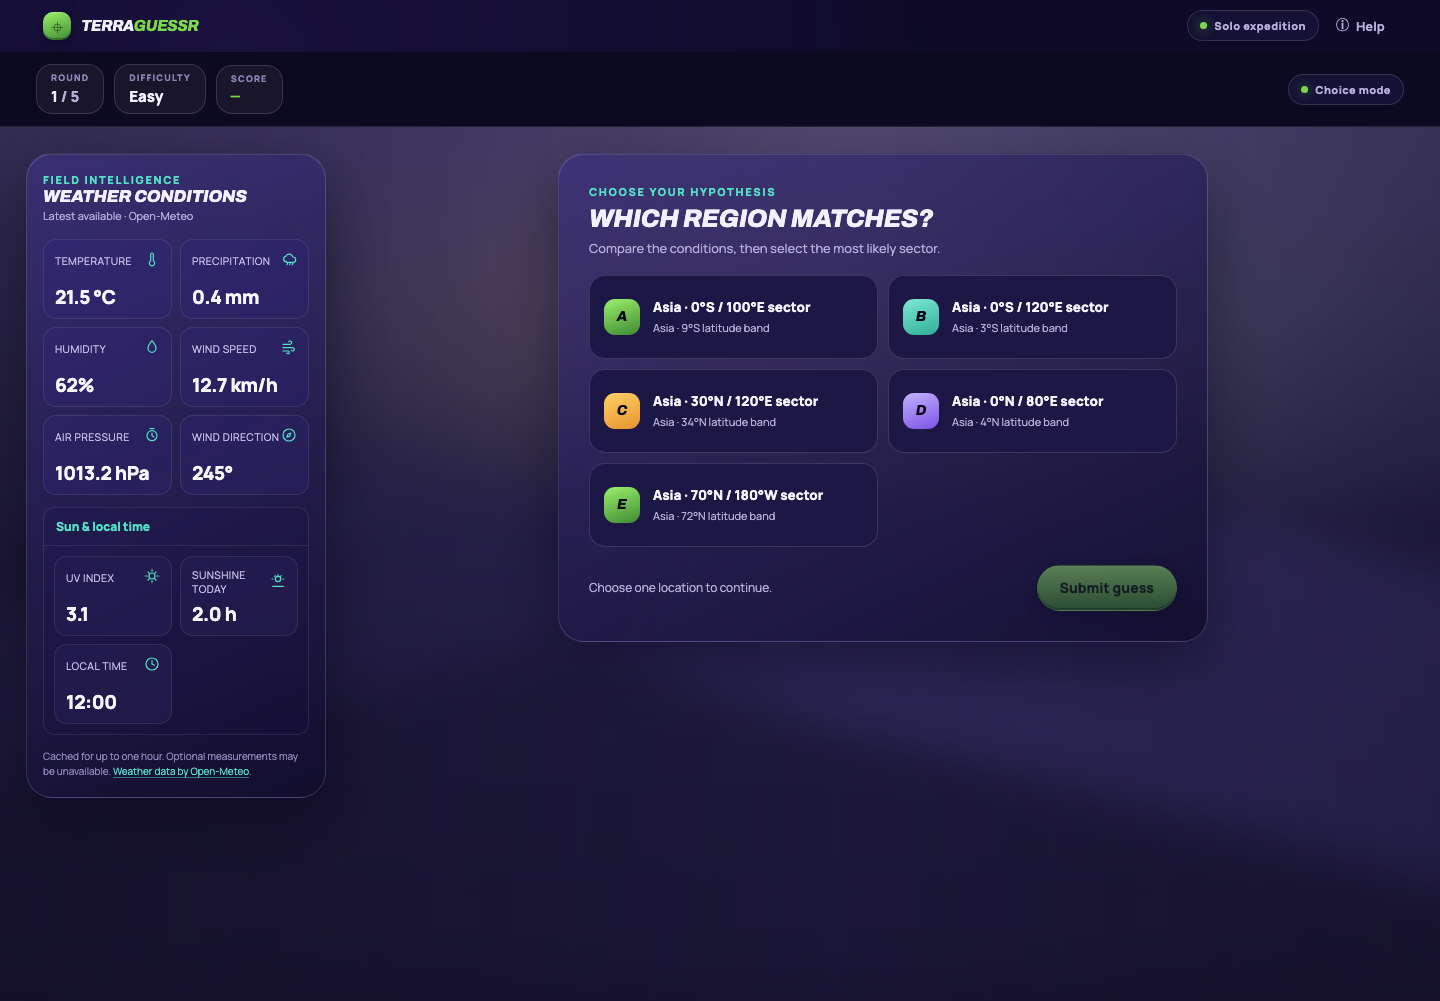 TERRAGUESSR
Solo expedition
Help
ROUND
1 / 5
DIFFICULTY
Easy
SCORE
–
Choice mode
FIELD INTELLIGENCE
WEATHER CONDITIONS
Latest available · Open-Meteo
TEMPERATURE
21.5 °C
PRECIPITATION
0.4 mm
HUMIDITY
62%
WIND SPEED
12.7 km/h
AIR PRESSURE
1013.2 hPa
WIND DIRECTION
245°
Sun & local time
UV INDEX
3.1
SUNSHINE
TODAY
2.0 h
LOCAL TIME
12:00
Cached for up to one hour. Optional measurements may
be unavailable. Weather data by Open-Meteo.
CHOOSE YOUR HYPOTHESIS
WHICH REGION MATCHES?
Compare the conditions, then select the most likely sector.
A
Asia · 0°S / 100°E sector
Asia · 9°S latitude band
B
Asia · 0°S / 120°E sector
Asia · 3°S latitude band
C
Asia · 30°N / 120°E sector
Asia · 34°N latitude band
D
Asia · 0°N / 80°E sector
Asia · 4°N latitude band
E
Asia · 70°N / 180°W sector
Asia · 72°N latitude band
Choose one location to continue.
Submit guess